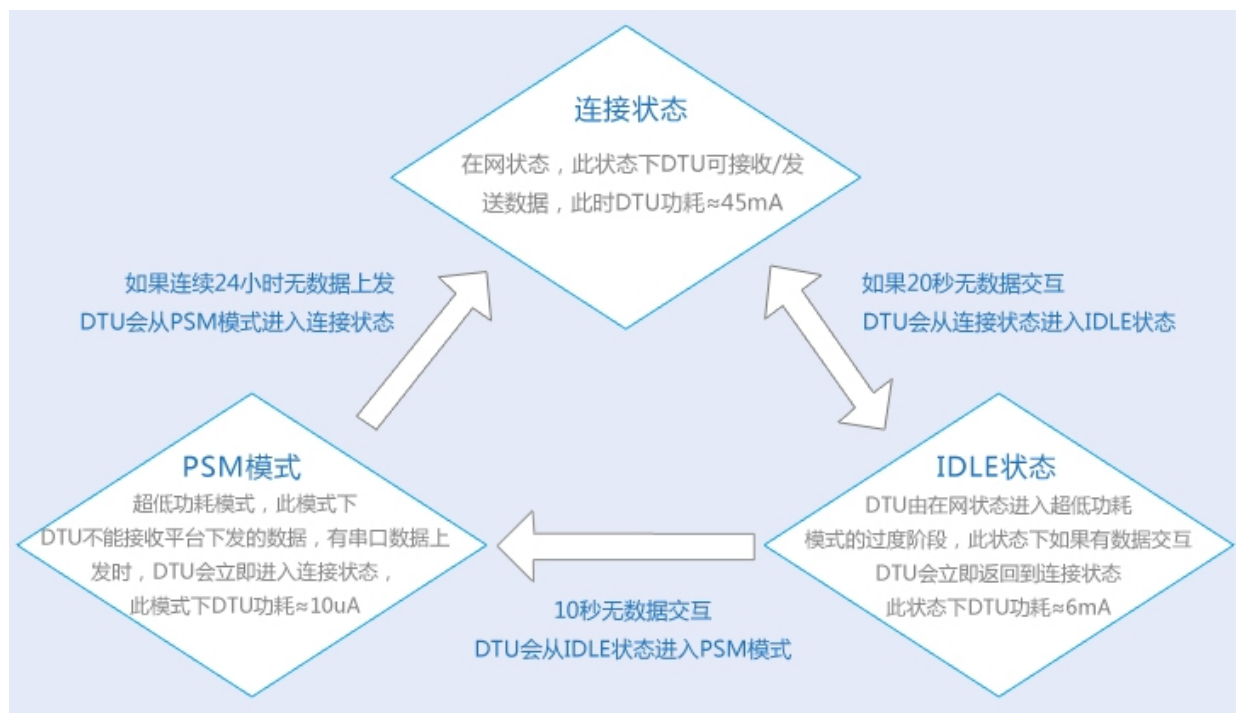 连接状态
在网状态，此状态下DTU可接收/发
送数据，此时DTU功耗≈45mA
如果连续24小时无数据上发
DTU会从PSM模式进入连接状态
如果20秒无数据交互
DTU会从连接状态进入IDLE状态
PSM模式
超低功耗模式，此模式下
DTU不能接收平台下发的数据，有串口数据上
发时，DTU会立即进入连接状态，
此模式下DTU功耗≈10uA
IDLE状态
DTU由在网状态进入超低功耗
模式的过度阶段，此状态下如果有数据交互
DTU会立即返回到连接状态
此状态下DTU功耗≈6mA
10秒无数据交互
DTU会从IDLE状态进入PSM模式